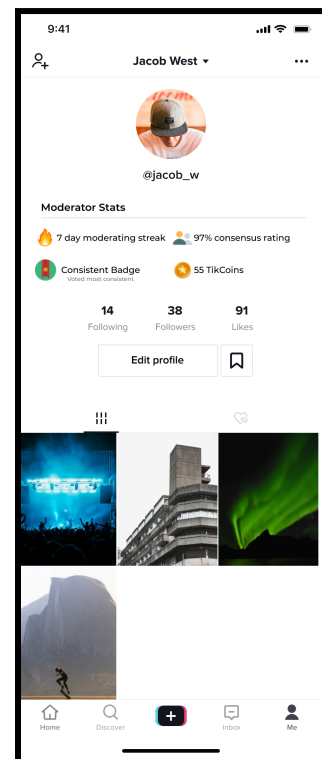 9:41
Jacob West
@jacob_w
Moderator Stats
7 day moderating streak 97% consensus rating
Consistent Badge 55 TikCoins
Voted most consistent
14 38 91
Following Followers Likes
Edit profile
Home Discover Inbox Me